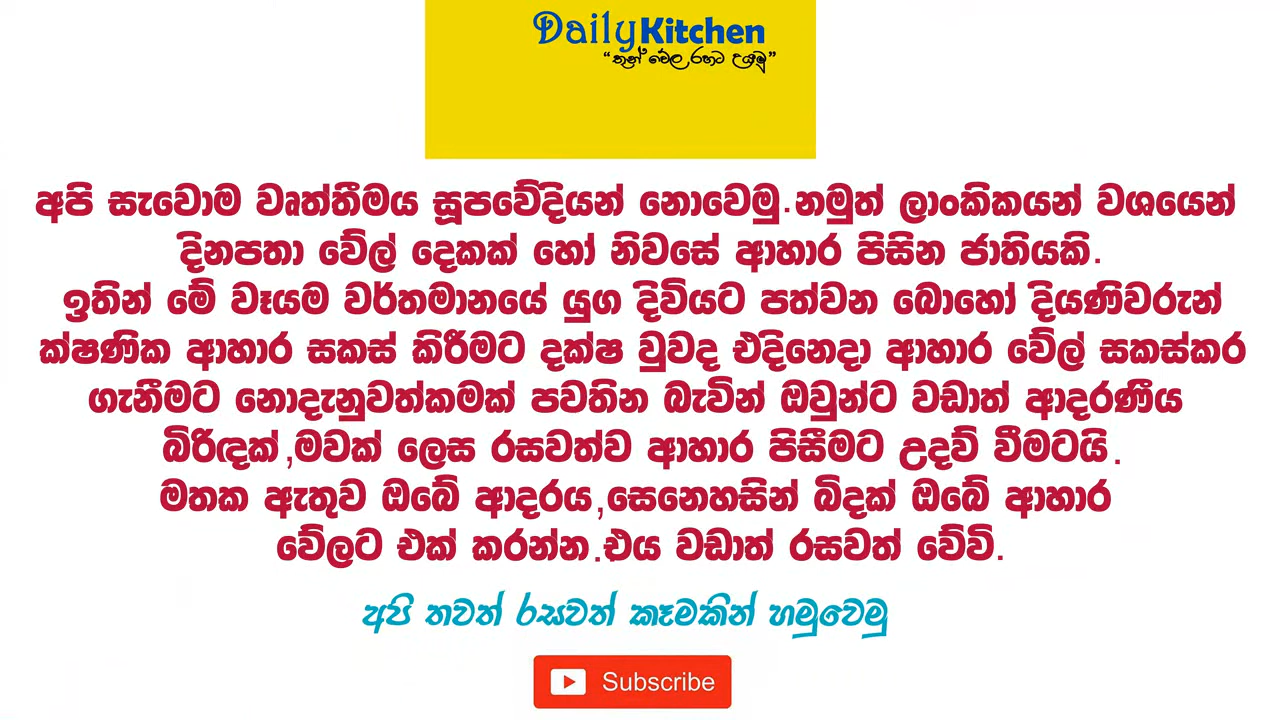 Daily Kitchen
“තුන් වේල රහට උයමු”
අපි සැවොම වෘත්තීමය සූපවේදියන් නොවෙමු.නමුත් ලාංකිකයන් වශයෙන්
දිනපතා වේල් දෙකක් හෝ නිවසේ ආහාර පිසින ජාතියකි.
ඉතින් මේ වෑයම වර්තමානයේ යුග දිවියට පත්වන බොහෝ දියණිවරුන්
ක්ෂණික ආහාර සකස් කිරීමට දක්ෂ වුවද එදිනෙදා ආහාර වේල් සකස්කර
ගැනීමට නොදැනුවත්කමක් පවතින බැවින් ඔවුන්ට වඩාත් ආදරණීය
බිරිඳක්,මවක් ලෙස රසවත්ව ආහාර පිසීමට උදව් වීමටයි.
මතක ඇතුව ඔබේ ආදරය,සෙනෙහසින් බිදක් ඔබේ ආහාර
වේලට එක් කරන්න.එය වඩාත් රසවත් වේවි.
අපි තවත් රසවත් කෑමකින් හමුවෙමු
Subscribe